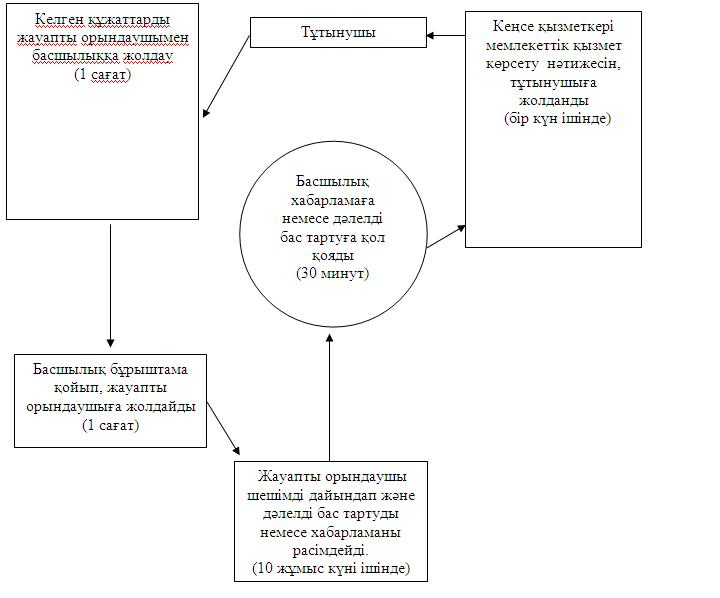 Келген құжаттарды
жауапты орындаушымен
басшылыққа жолдау
(1 сағат)
Тұтынушы
Кеңсе қызметкері
мемлекеттік қызмет
көрсету нәтижесін,
тұтынушыға
жолданды
(бір күн ішінде)
Басшылық
хабарламаға
немесе дәлелді
бас тартуға қол
қояды
(30 минут)
Басшылық бұрыштама
қойып, жауапты
орындаушыға жолдайды
(1 сағат)
Жауапты орындаушы
шешімді дайындап және
дәлелді бас тартуды
немесе хабарламаны
расімдейді.
(10 жұмыс күні ішінде)